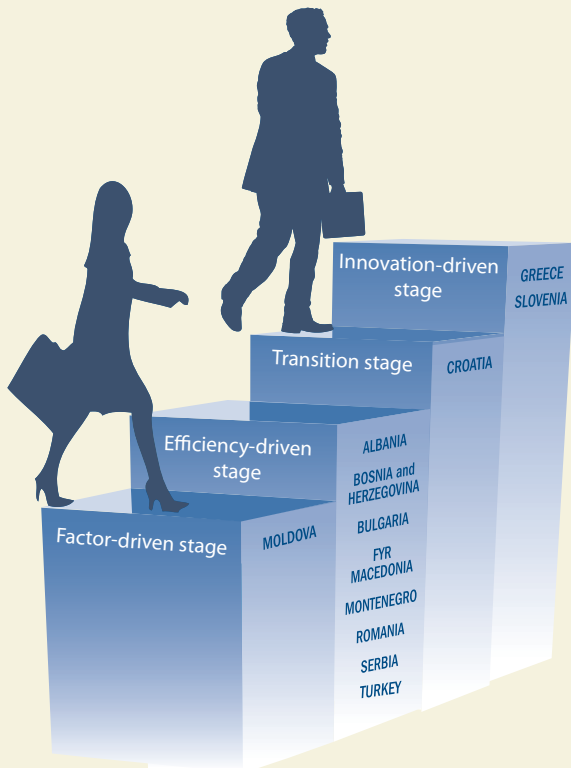 Innovation-driven
stage
GREECE
SLOVENIA
Transition stage
CROATIA
Efficiency-driven
stage
ALBANIA
BOSNIA and
HERZEGOVINA
BULGARIA
FYR
MACEDONIA
MONTENEGRO
ROMANIA
SERBIA
TURKEY
Factor-driven stage
MOLDOVA